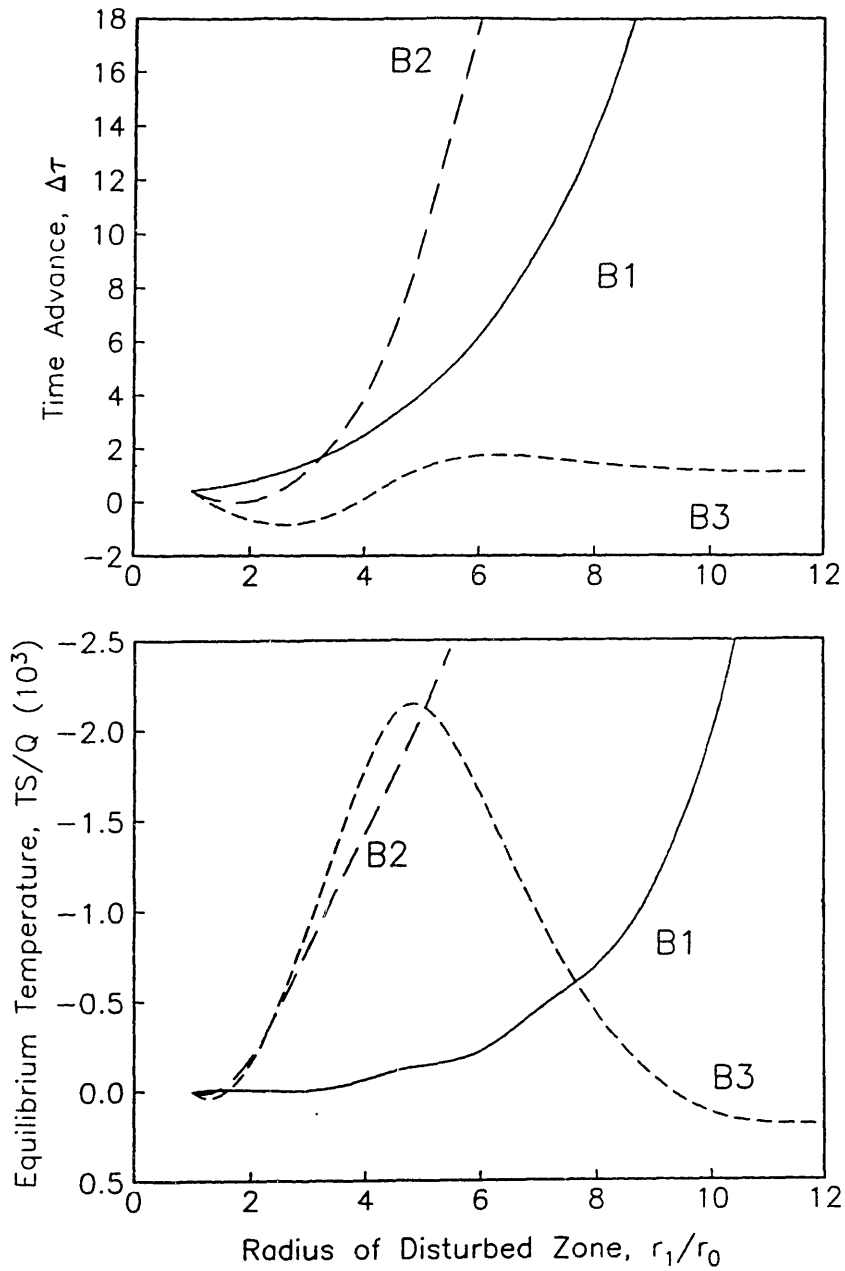 18
16
14
12
10
8
6
4
2
0
−2
Time Advance, Δτ
B2
B1
B3
0 2 4 6 8 10 12
−2.5
−2.0
−1.5
−1.0
−0.5
0.0
0.5
Equilibrium Temperature, TS/Q (10³)
B2
B1
B3
0 2 4 6 8 10 12
Radius of Disturbed Zone, r₁/r₀